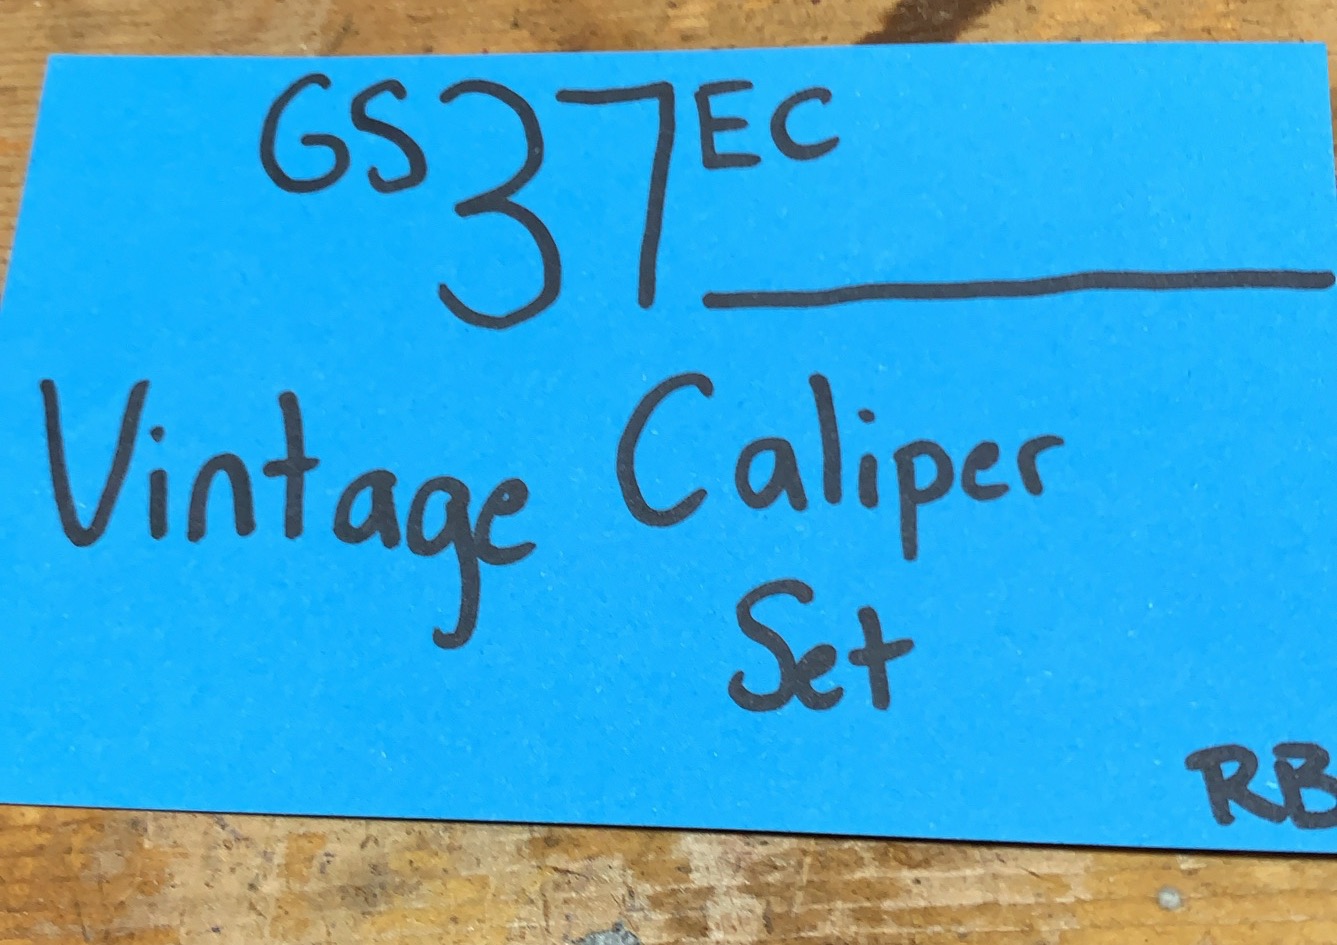 GS37EC
Vintage Caliper
Set
RB